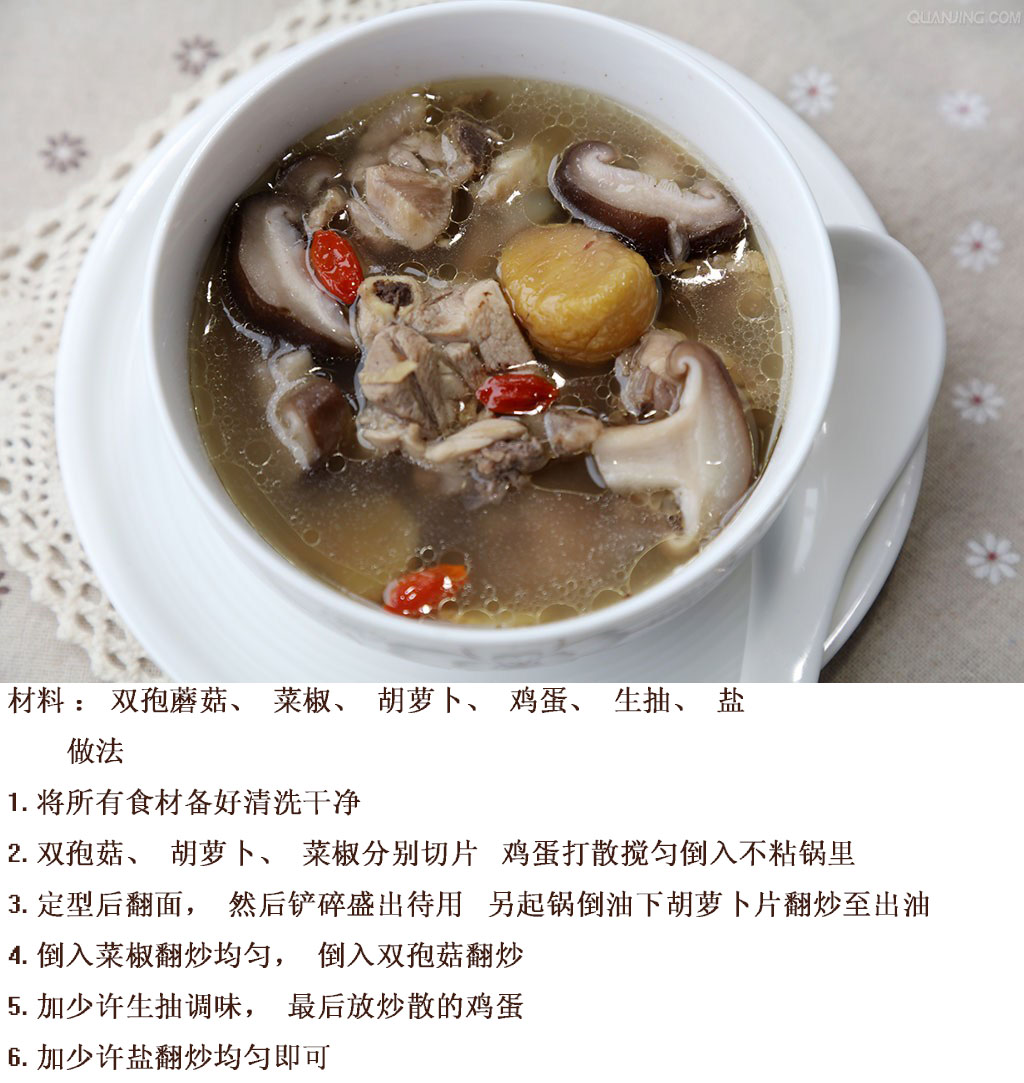 QUANJING.COM
材料： 双孢蘑菇、 菜椒、 胡萝卜、 鸡蛋、 生抽、 盐
做法
1. 将所有食材备好清洗干净
2. 双孢菇、 胡萝卜、 菜椒分别切片 鸡蛋打散搅匀倒入不粘锅里
3. 定型后翻面， 然后铲碎盛出待用 另起锅倒油下胡萝卜片翻炒至出油
4. 倒入菜椒翻炒均匀， 倒入双孢菇翻炒
5. 加少许生抽调味， 最后放炒散的鸡蛋
6. 加少许盐翻炒均匀即可